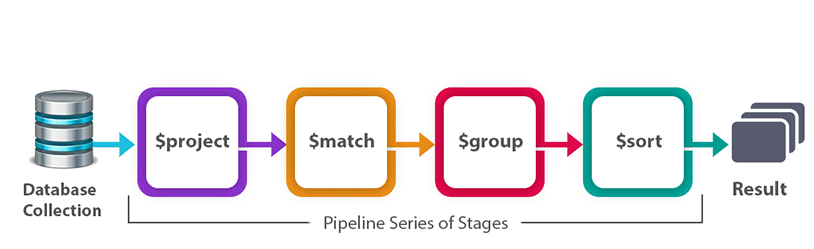 $project
$match
$group
$sort
Database
Collection
Result
Pipeline Series of Stages